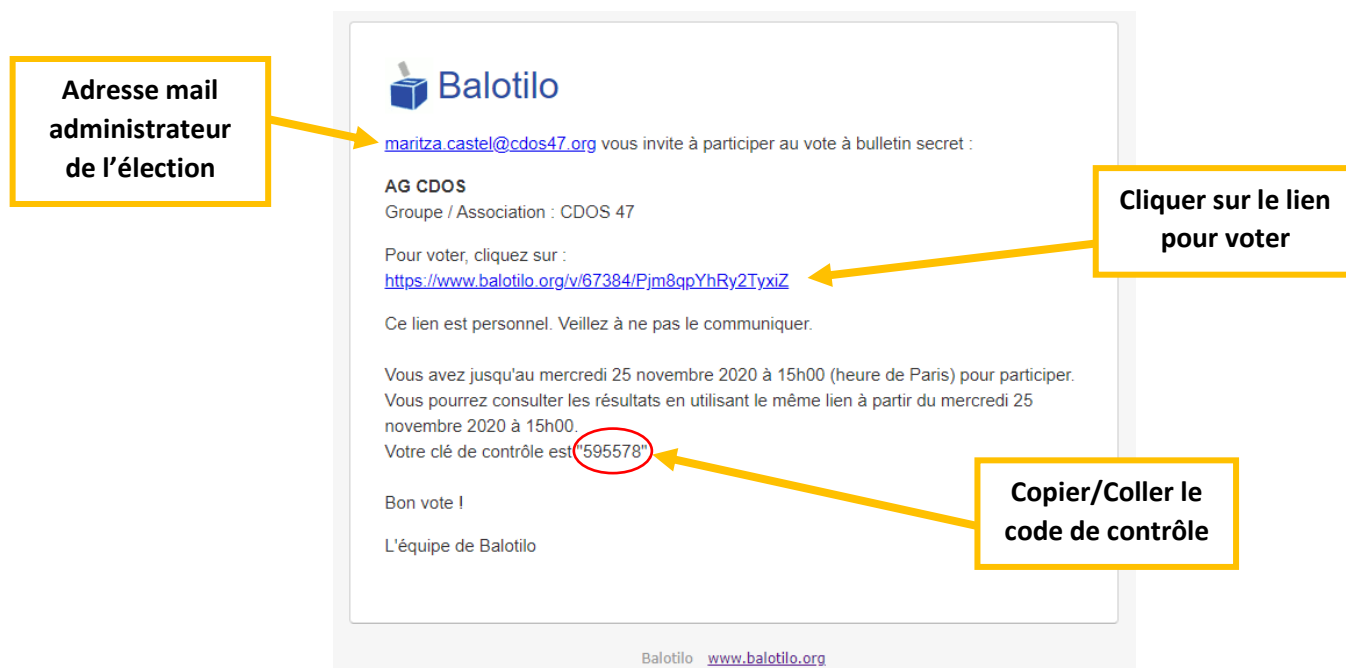 Balotilo
Adresse mail
administrateur
de l’élection
maritza.castel@cdos47.org vous invite à participer au vote à bulletin secret :
AG CDOS
Groupe / Association : CDOS 47
Cliquer sur le lien
pour voter
Pour voter, cliquez sur :
https://www.balotilo.org/v/67384/Pjm8qpYhRy2TyxiZ
Ce lien est personnel. Veillez à ne pas le communiquer.
Vous avez jusqu'au mercredi 25 novembre 2020 à 15h00 (heure de Paris) pour participer.
Vous pourrez consulter les résultats en utilisant le même lien à partir du mercredi 25
novembre 2020 à 15h00.
Votre clé de contrôle est "595578"
Copier/Coller le
code de contrôle
Bon vote !
L'équipe de Balotilo
Balotilo www.balotilo.org